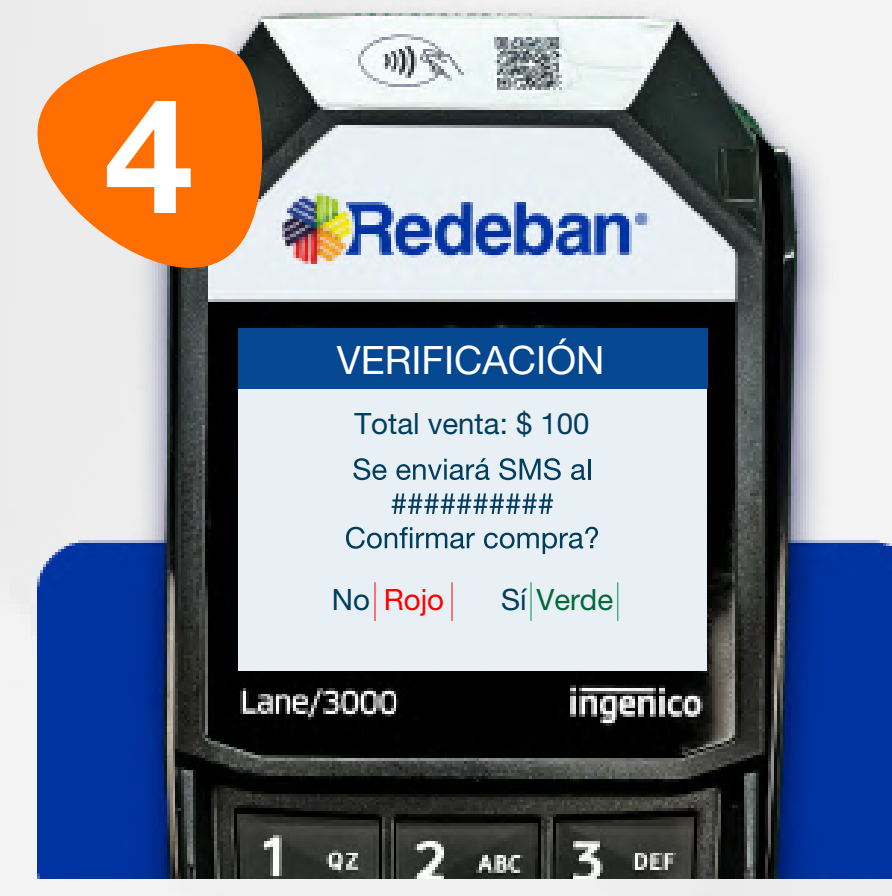 4
Redeban
VERIFICACIÓN
Total venta: $ 100
Se enviará SMS al
##########
Confirmar compra?
No Rojo Sí Verde
Lane/3000 ingenico
1 QZ 2 ABC 3 DEF